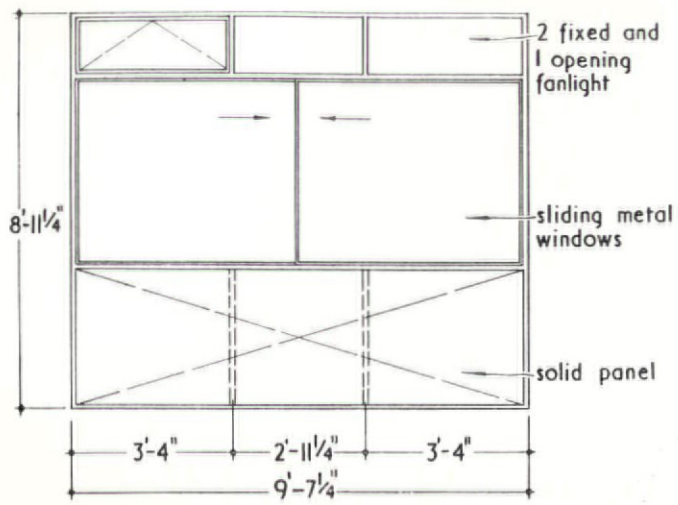 2 fixed and
1 opening
fanlight
8'-11¼"
sliding metal
windows
solid panel
3'-4" 2'-11¼" 3'-4"
9'-7¼"